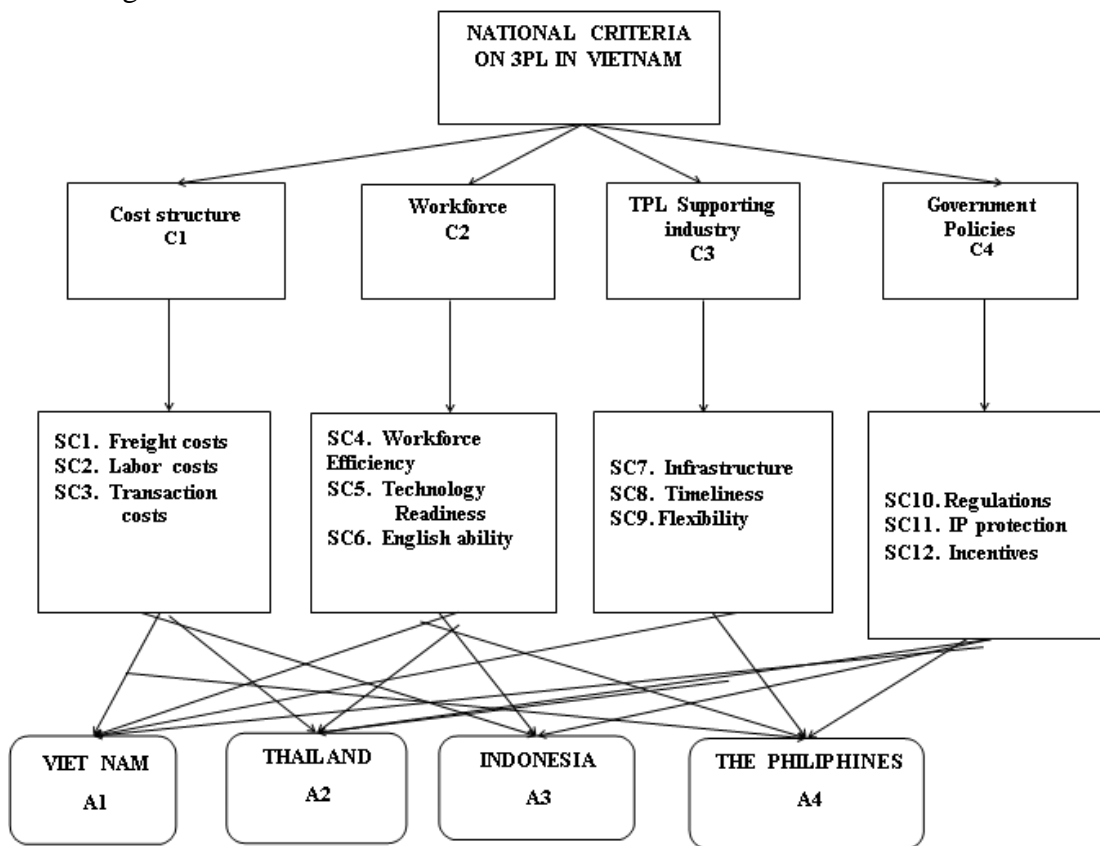 NATIONAL CRITERIA
ON 3PL IN VIETNAM
Cost structure
C1
Workforce
C2
TPL Supporting
industry
C3
Government
Policies
C4
SC1. Freight costs
SC2. Labor costs
SC3. Transaction
costs
SC4. Workforce
Efficiency
SC5. Technology
Readiness
SC6. English ability
SC7. Infrastructure
SC8. Timeliness
SC9. Flexibility
SC10. Regulations
SC11. IP protection
SC12. Incentives
VIET NAM
A1
THAILAND
A2
INDONESIA
A3
THE PHILIPHINES
A4